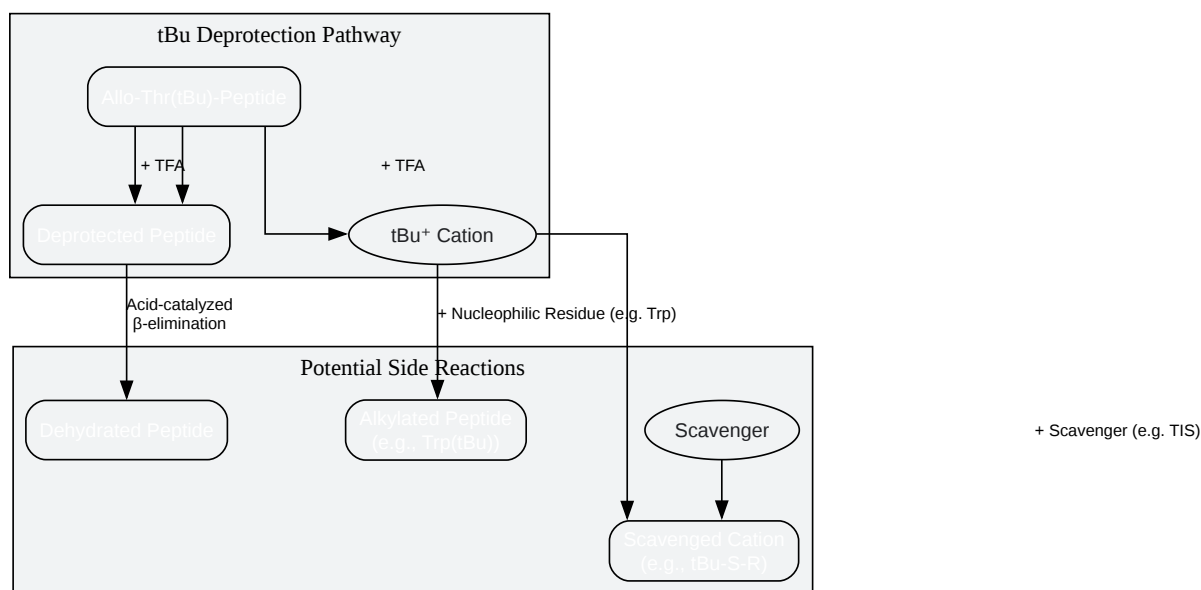 tBu Deprotection Pathway
Allo-Thr(tBu)-Peptide
+ TFA
+ TFA
Deprotected Peptide
tBu⁺ Cation
Acid-catalyzed
β-elimination
+ Nucleophilic Residue (e.g. Trp)
Potential Side Reactions
Dehydrated Peptide
Alkylated Peptide
(e.g., Trp(tBu))
Scavenger
+ Scavenger (e.g. TIS)
Scavenged Cation
(e.g., tBu-S-R)